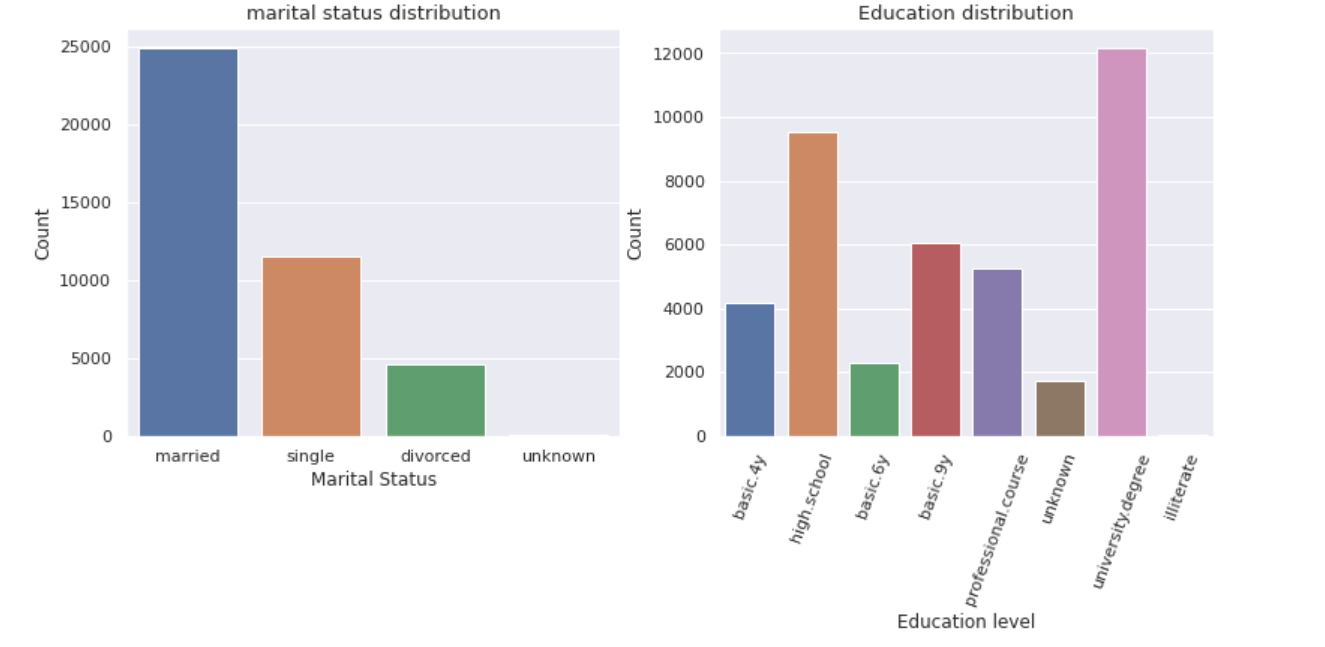 marital status distribution
25000
20000
15000
10000
5000
0
Count
married single divorced unknown
Marital Status
Education distribution
12000
10000
8000
6000
4000
2000
0
Count
basic.4y
high.school
basic.6y
basic.9y
professional.course
unknown
university.degree
illiterate
Education level